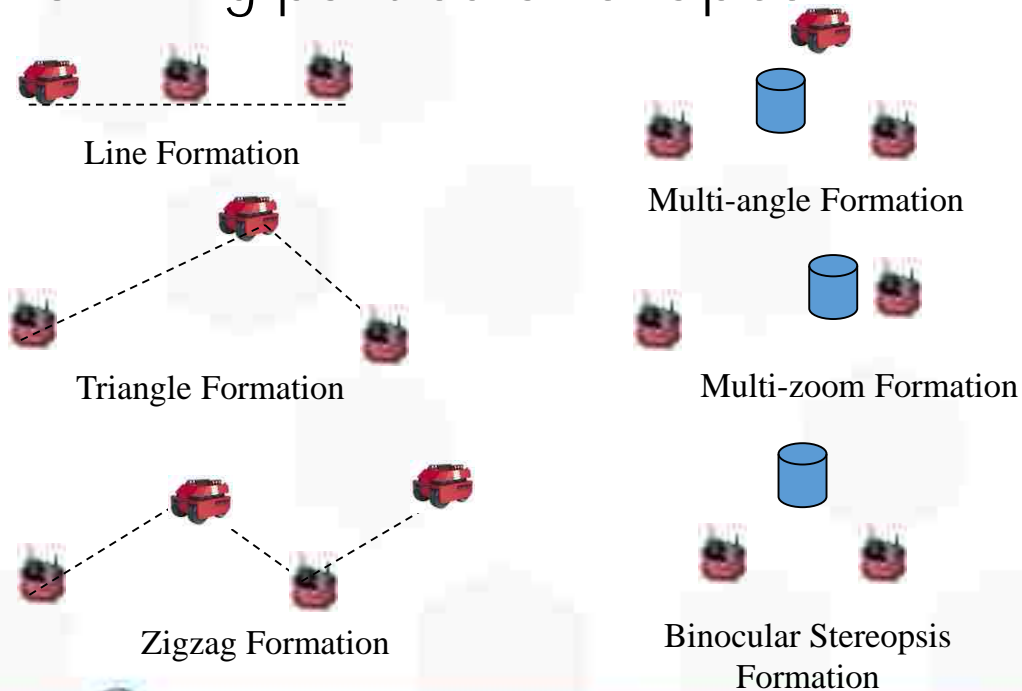 Line Formation
Multi-angle Formation
Triangle Formation
Multi-zoom Formation
Zigzag Formation
Binocular Stereopsis
Formation